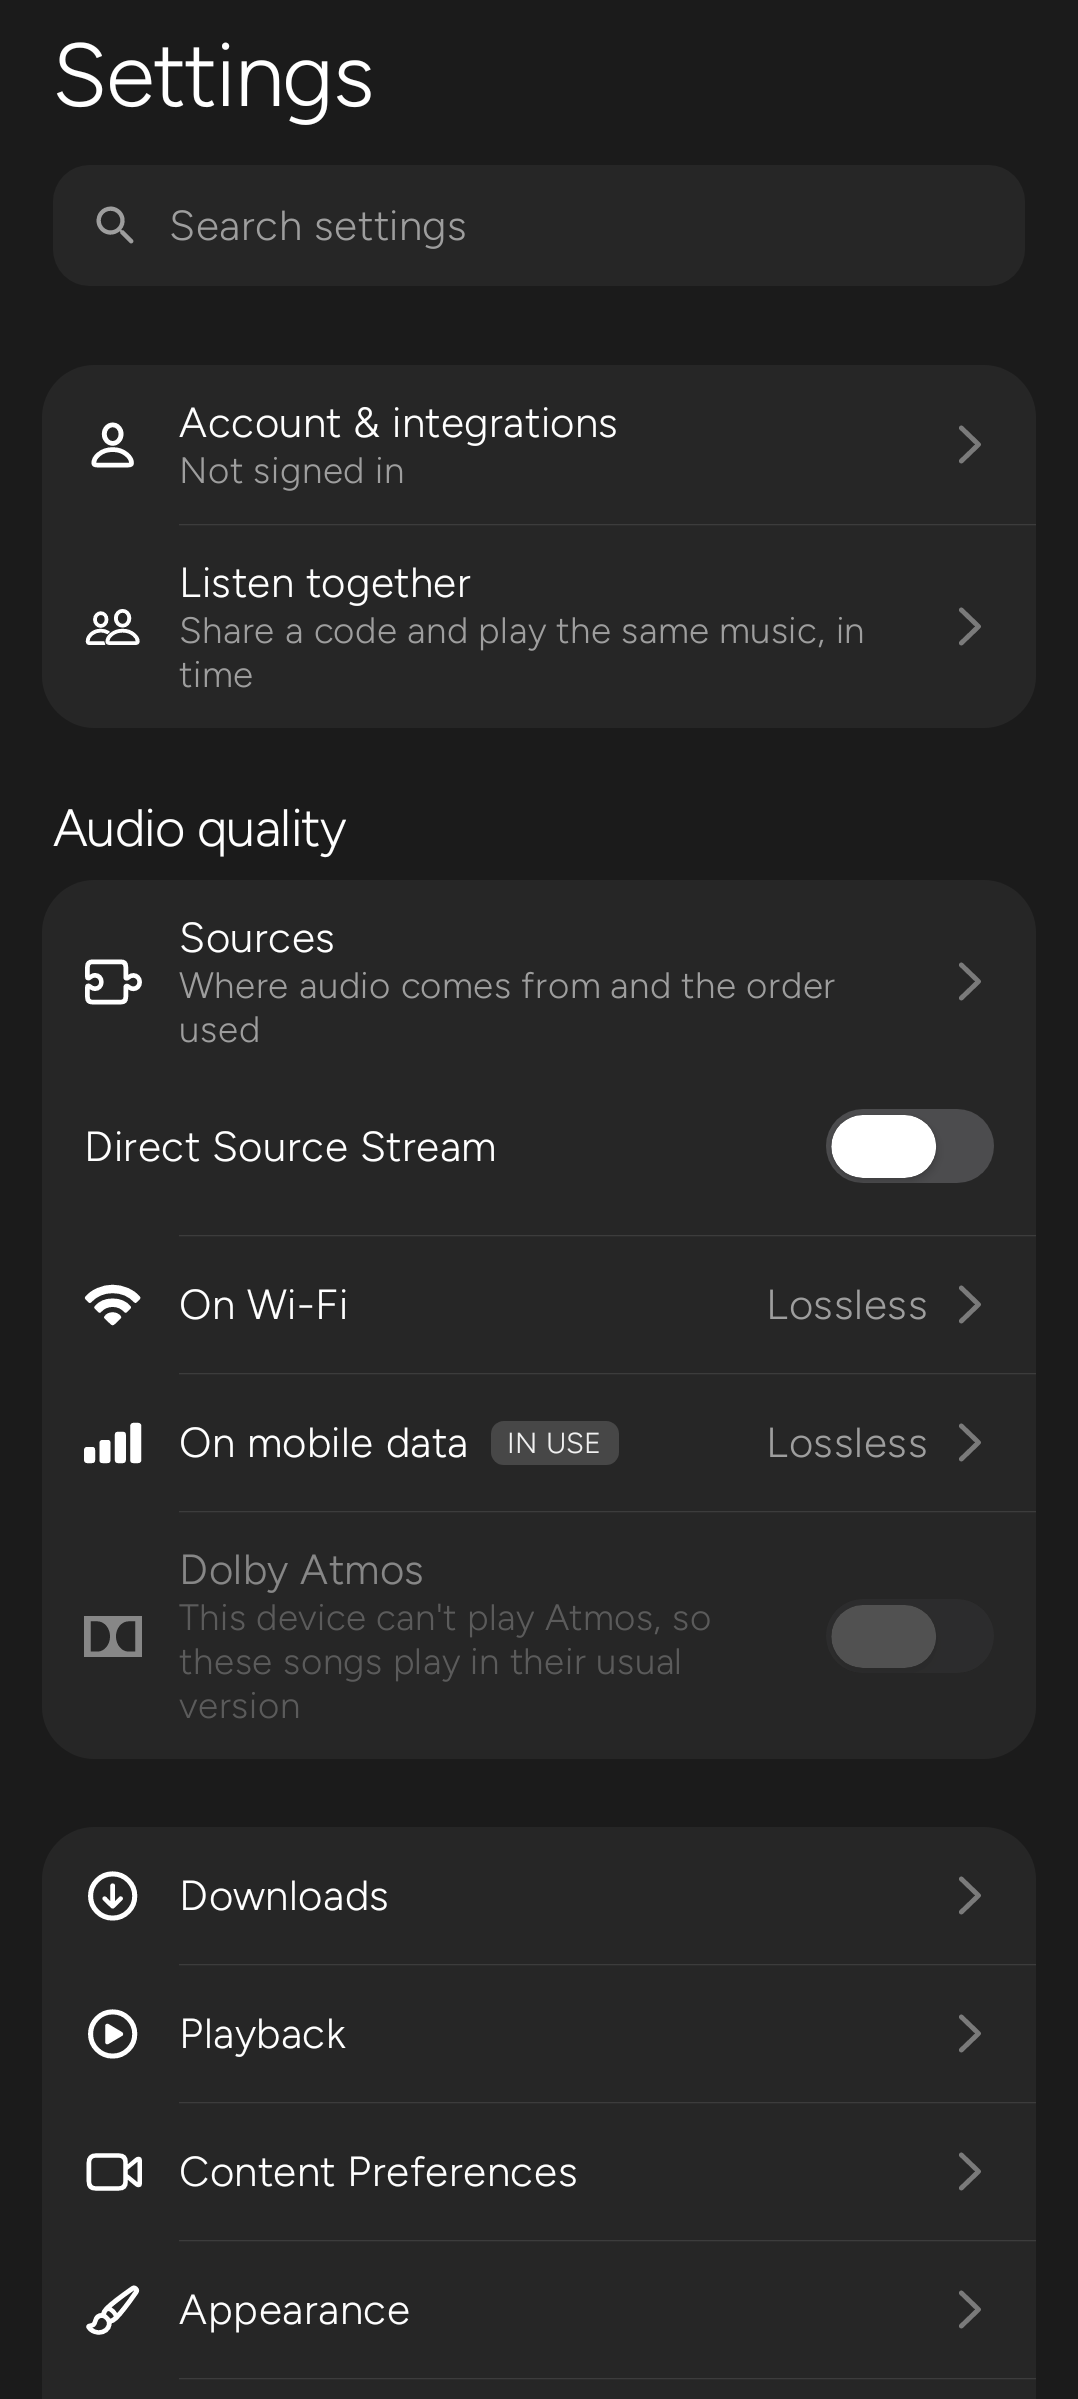 Settings
Search settings
Account & integrations
Not signed in
Listen together
Share a code and play the same music, in
time
Audio quality
Sources
Where audio comes from and the order
used
Direct Source Stream
On Wi-Fi Lossless
On mobile data IN USE Lossless
Dolby Atmos
This device can't play Atmos, so
these songs play in their usual
version
Downloads
Playback
Content Preferences
Appearance